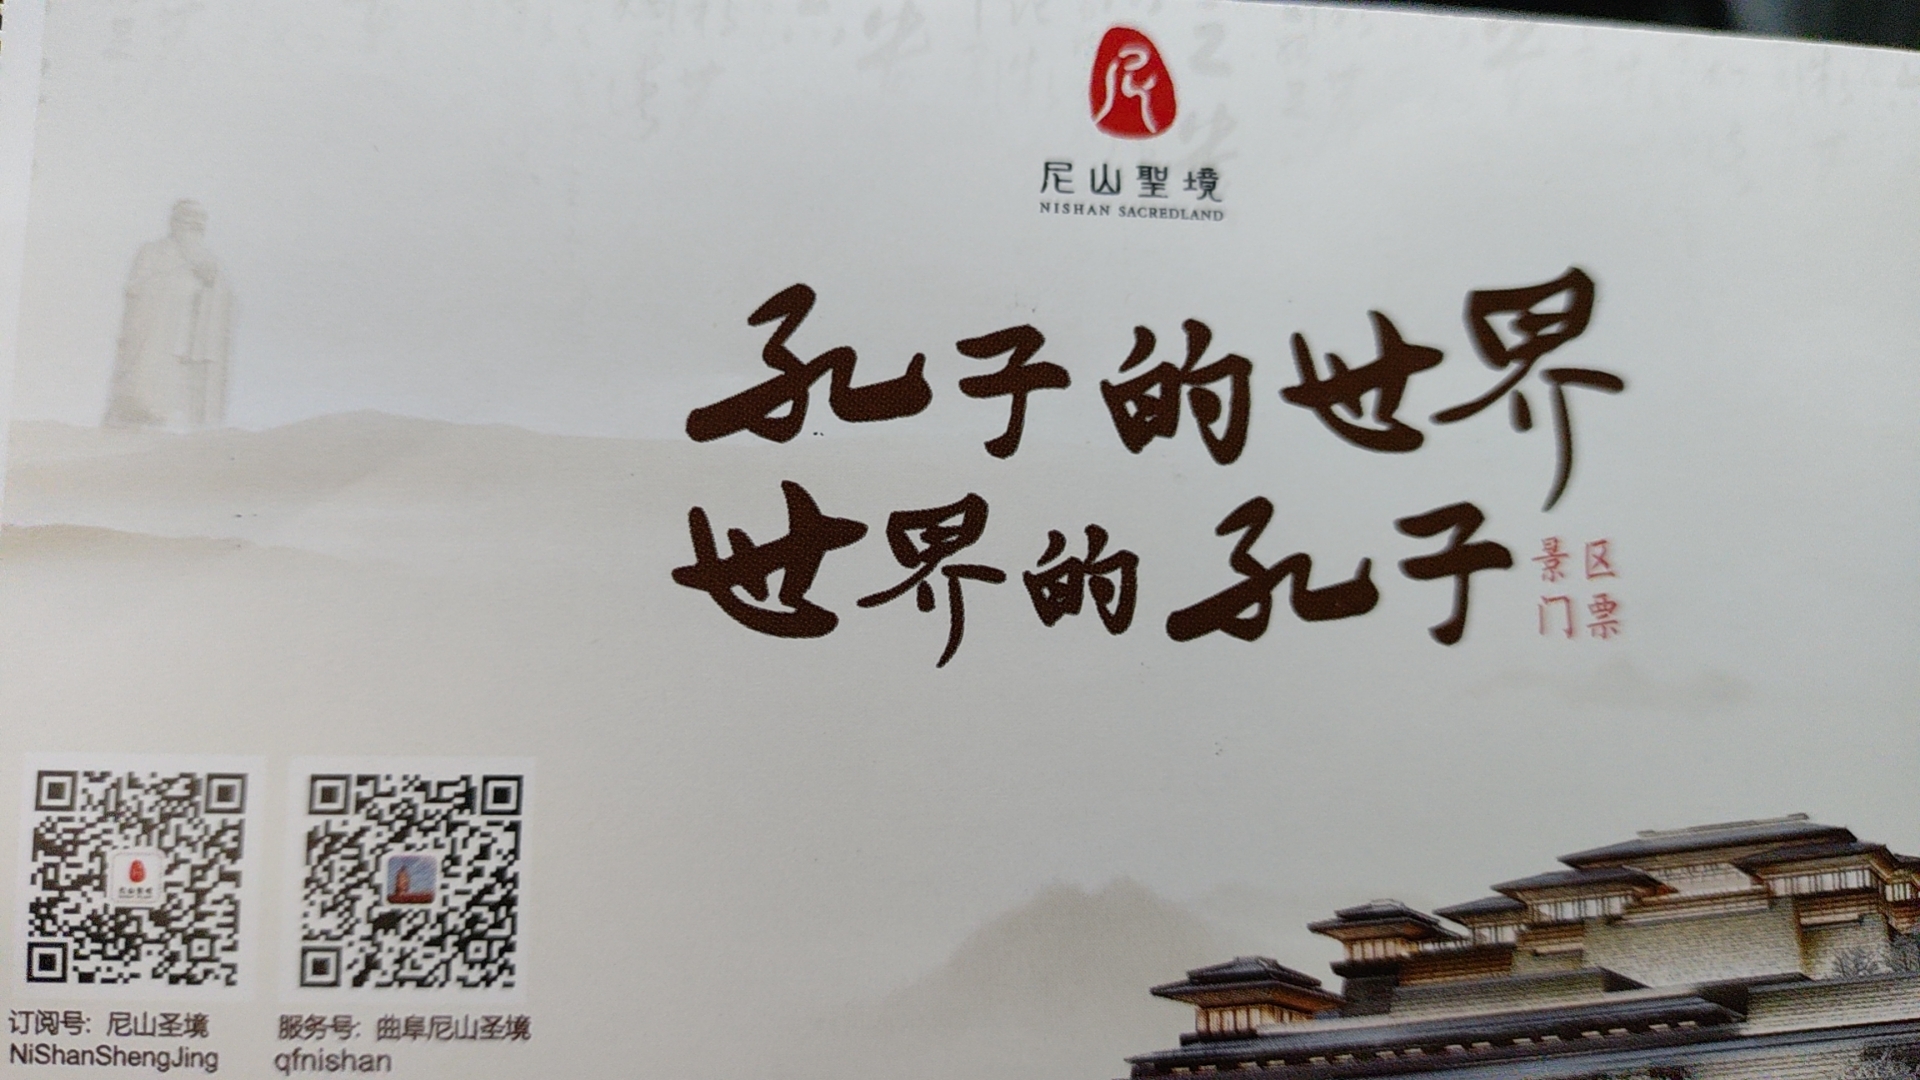 尼山聖境
NISHAN SACREDLAND
孔子的世界
世界的孔子
景区
门票
订阅号: 尼山圣境
NiShanShengJing
服务号: 曲阜尼山圣境
qfnishan